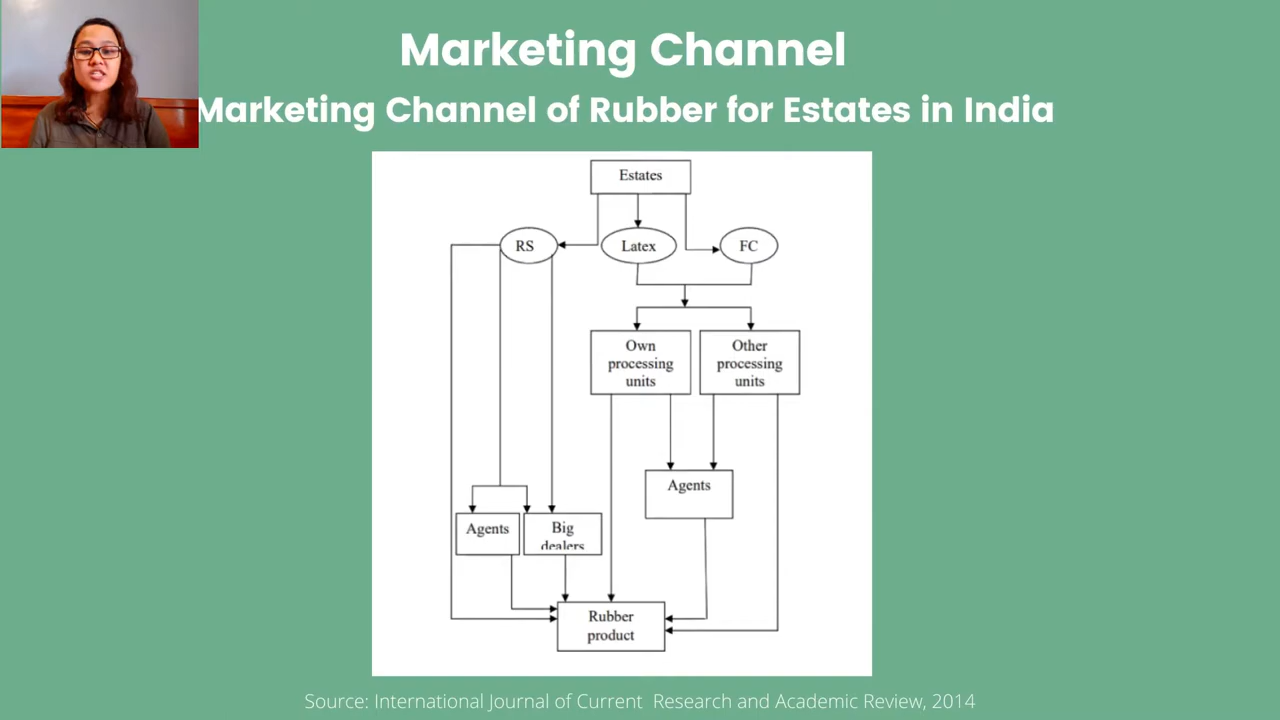 Marketing Channel
Marketing Channel of Rubber for Estates in India
Estates
RS
Latex
FC
Own
processing
units
Other
processing
units
Agents
Agents
Big
dealers
Rubber
product
Source: International Journal of Current  Research and Academic Review, 2014